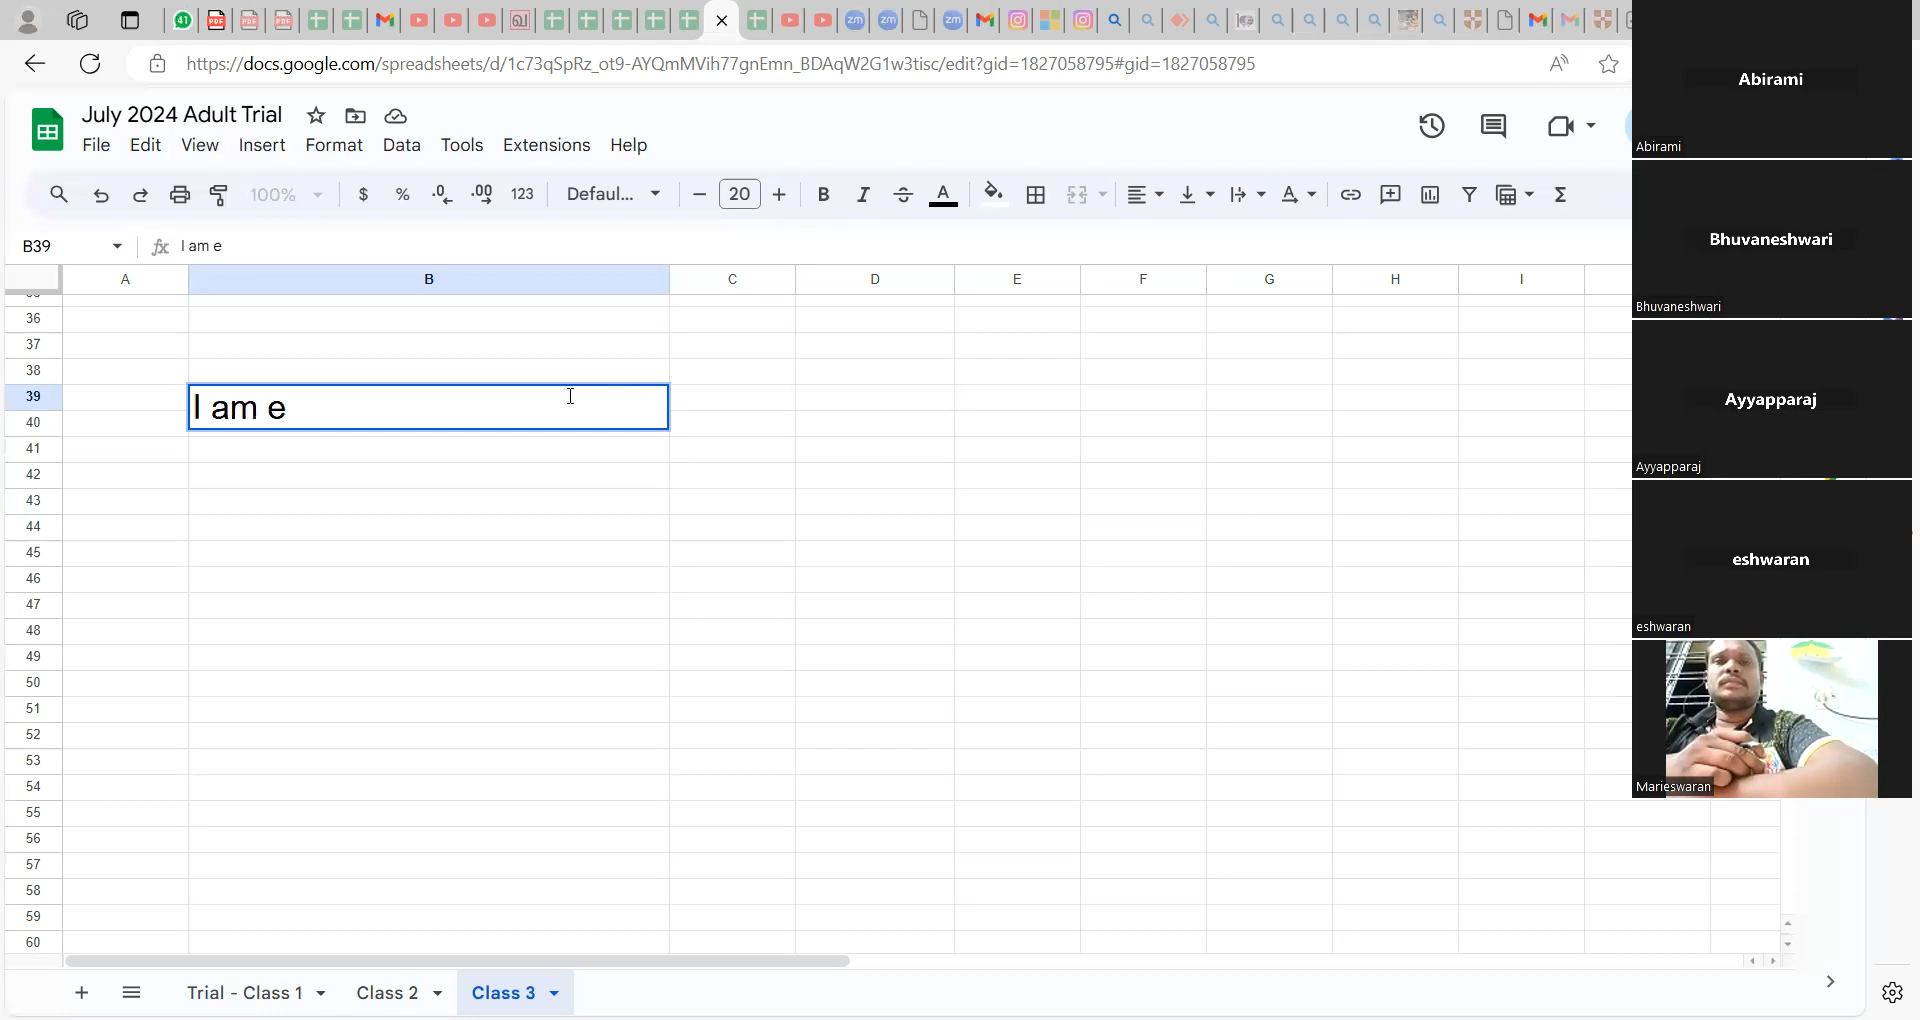 41
https://docs.google.com/spreadsheets/d/1c73qSpRz_ot9-AYQmMVih77gnEmn_BDAqW2G1w3tisc/edit?gid=1827058795#gid=1827058795
July 2024 Adult Trial
File Edit View Insert Format Data Tools Extensions Help
100% $ % .0 .00 123 Defaul... 20 B I A
B39 fx I am e
A B C D E F G H I
36
37
38
39 I am e
40
41
42
43
44
45
46
47
48
49
50
51
52
53
54
55
56
57
58
59
60
Trial - Class 1 Class 2 Class 3
Abirami
Abirami
Bhuvaneshwari
Bhuvaneshwari
Ayyapparaj
Ayyapparaj
eshwaran
eshwaran
Marieswaran